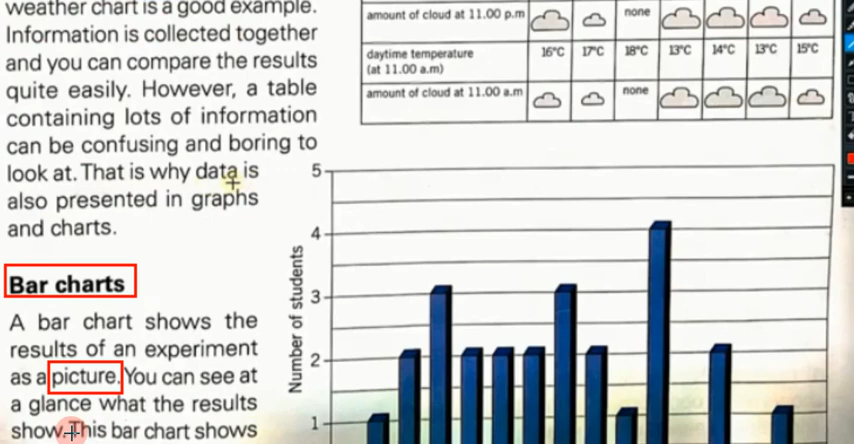 weather chart is a good example.
Information is collected together
and you can compare the results
quite easily. However, a table
containing lots of information
can be confusing and boring to
look at. That is why data is
also presented in graphs
and charts.
Bar charts
A bar chart shows the
results of an experiment
as a picture. You can see at
a glance what the results
show. This bar chart shows
amount of cloud at 11.00 p.m none
daytime temperature 16°C 17°C 18°C 13°C 14°C 13°C 15°C
(at 11.00 a.m)
amount of cloud at 11.00 a.m none
Number of students
5
4
3
2
1